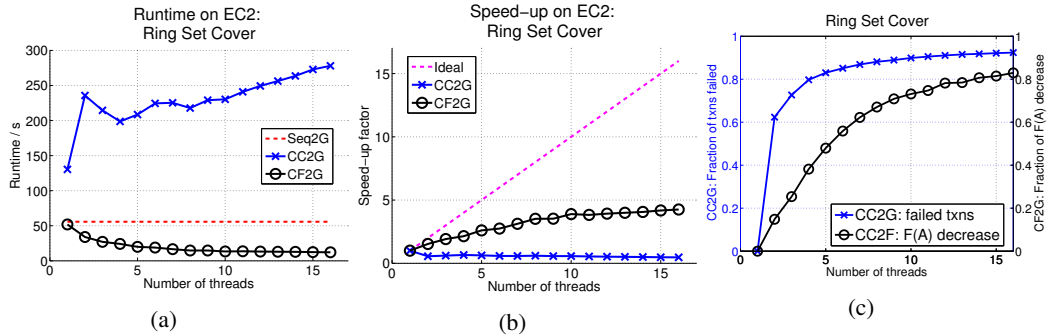 Runtime on EC2:
Ring Set Cover
300
250
200
150
100
50
0
Runtime / s
Seq2G
CC2G
CF2G
0
5
10
15
Number of threads
(a)
Speed-up on EC2:
Ring Set Cover
15
10
5
0
Speed-up factor
Ideal
CC2G
CF2G
0
5
10
15
Number of threads
(b)
Ring Set Cover
1
0.8
0.6
0.4
0.2
0
CC2G: Fraction of txns failed
1
0.8
0.6
0.4
0.2
0
CF2G: Fraction of F(A) decrease
CC2G: failed txns
CC2F: F(A) decrease
0
5
10
15
Number of threads
(c)